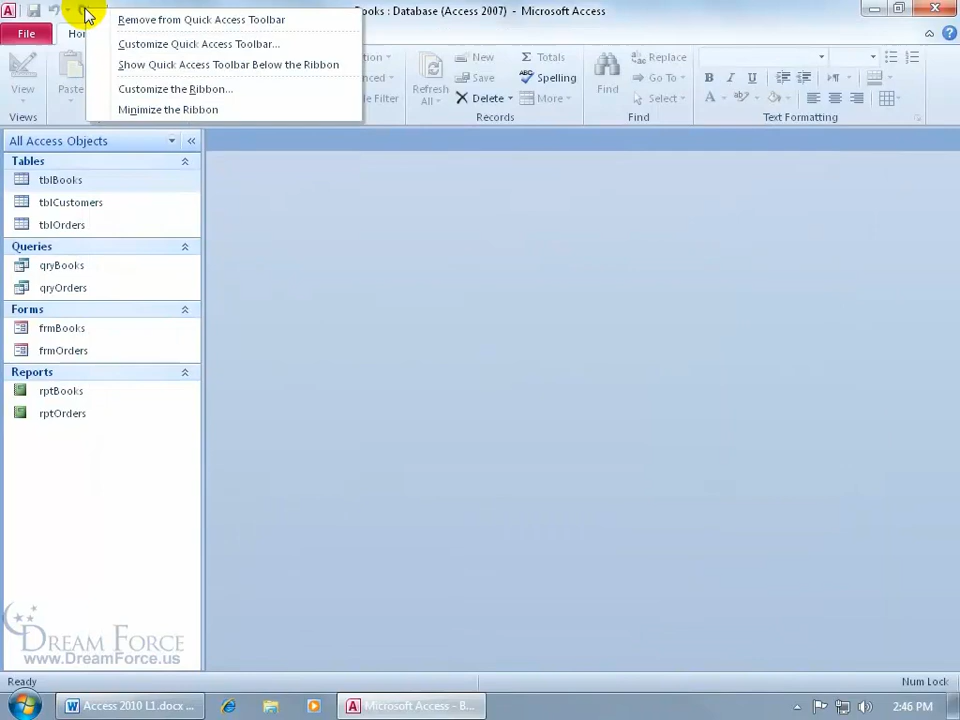 Books : Database (Access 2007) - Microsoft Access
File
Remove from Quick Access Toolbar
Customize Quick Access Toolbar...
Show Quick Access Toolbar Below the Ribbon
Customize the Ribbon...
Minimize the Ribbon
View
Views
Paste
Filter
Refresh All
New
Save
Delete
Totals
Spelling
More
Records
Find
Replace
Go To
Select
Find
B I U
A
Text Formatting
All Access Objects
Tables
tblBooks
tblCustomers
tblOrders
Queries
qryBooks
qryOrders
Forms
frmBooks
frmOrders
Reports
rptBooks
rptOrders
DREAM FORCE
www.DreamForce.us
Ready
Num Lock
Access 2010 L1.docx ...
Microsoft Access - B...
2:46 PM